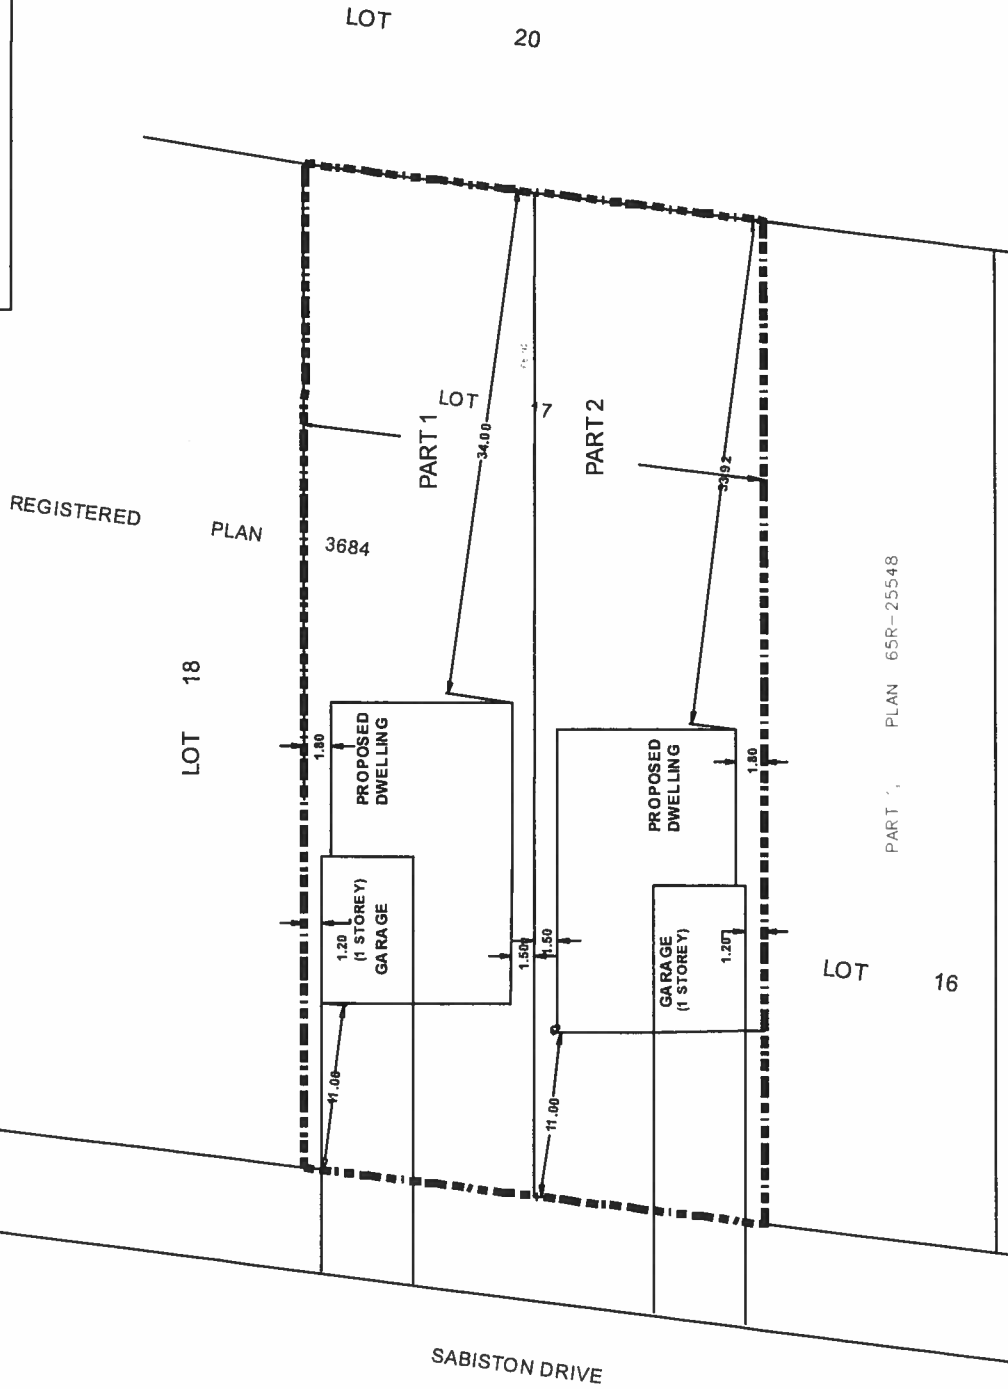 LOT 20
LOT 17
PART 1
PART 2
34.00
33.92
REGISTERED PLAN 3684
LOT 18
PART PLAN 65R-25548
1.80
PROPOSED
DWELLING
PROPOSED
DWELLING
1.80
1.20
(1 STOREY)
GARAGE
1.50
1.50
GARAGE
(1 STOREY)
1.20
LOT 16
11.00
SABISTON DRIVE